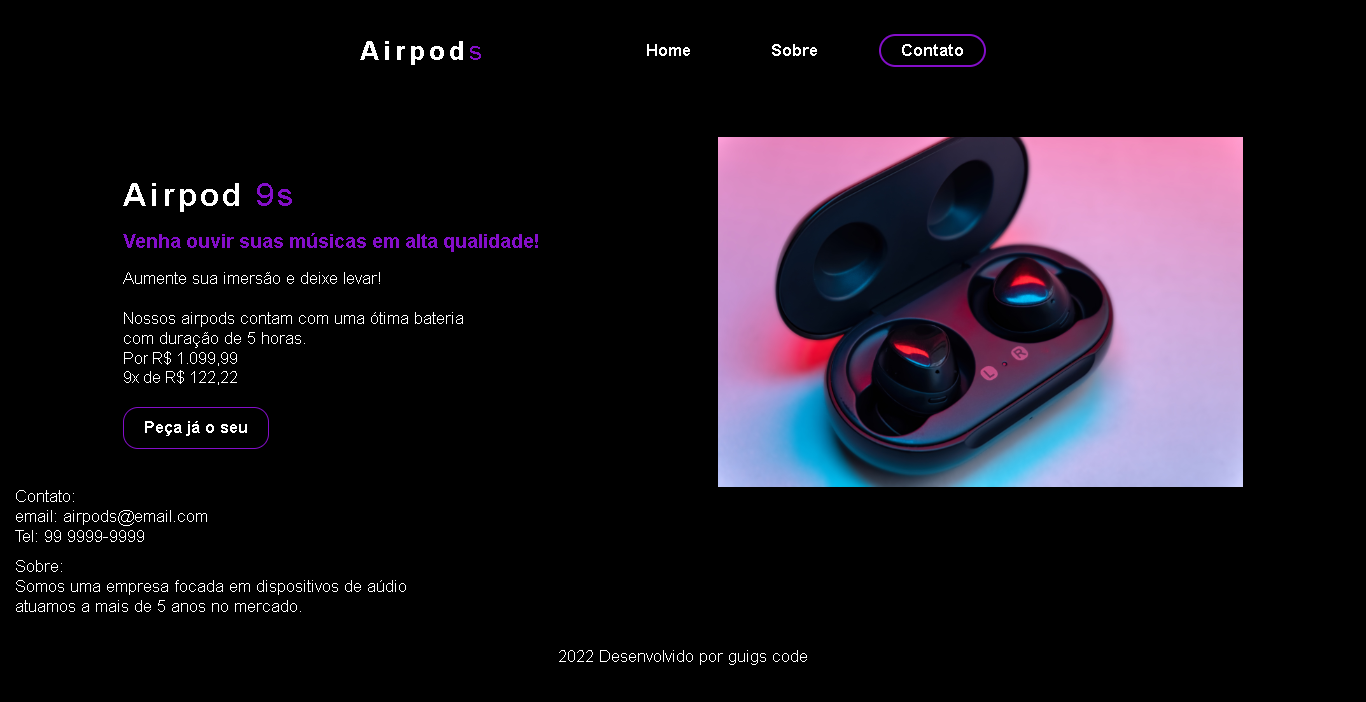 Airpods
Home
Sobre
Contato
Airpod 9s
Venha ouvir suas músicas em alta qualidade!
Aumente sua imersão e deixe levar!
Nossos airpods contam com uma ótima bateria
com duração de 5 horas.
Por R$ 1.099,99
9x de R$ 122,22
Peça já o seu
L
R
Contato:
email: airpods@email.com
Tel: 99 9999-9999
Sobre:
Somos uma empresa focada em dispositivos de aúdio
atuamos a mais de 5 anos no mercado.
2022 Desenvolvido por guigs code